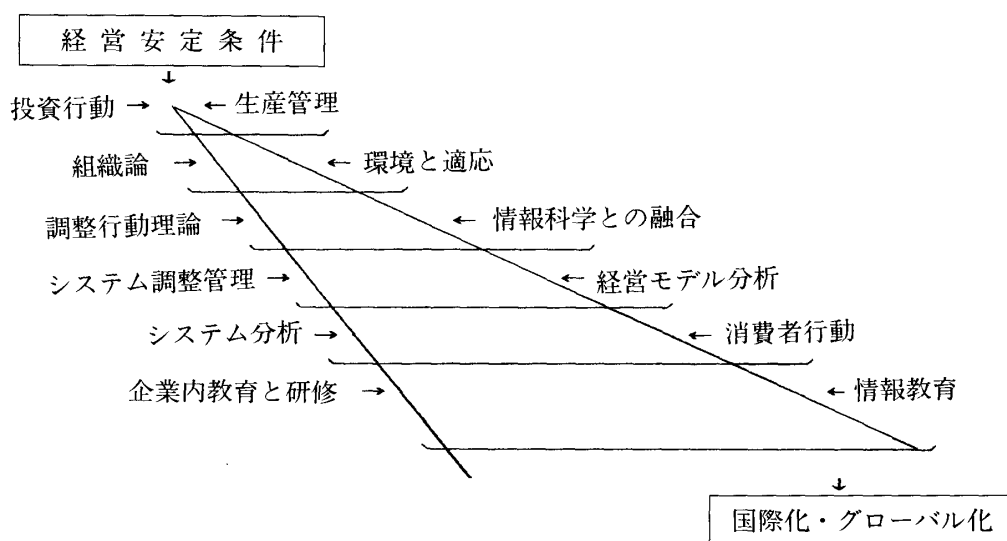 経営安定条件
投資行動 → ← 生産管理
組織論 → ← 環境と適応
調整行動理論 → ← 情報科学との融合
システム調整管理 → ← 経営モデル分析
システム分析 → ← 消費者行動
企業内教育と研修 → ← 情報教育
国際化・グローバル化